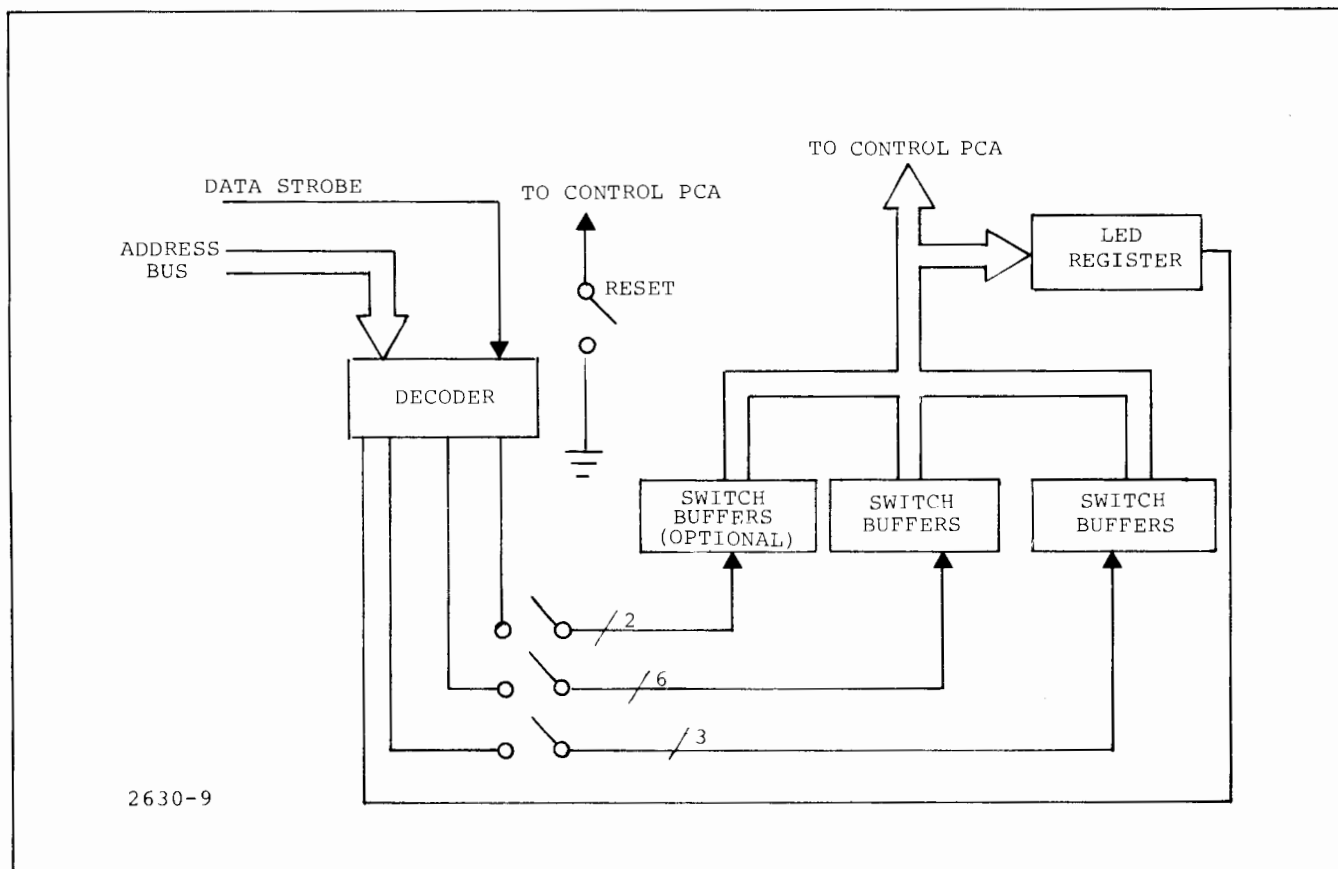 TO CONTROL PCA
DATA STROBE
TO CONTROL PCA
ADDRESS
BUS
LED
REGISTER
RESET
DECODER
SWITCH
BUFFERS
(OPTIONAL)
SWITCH
BUFFERS
SWITCH
BUFFERS
2
6
3
2630-9